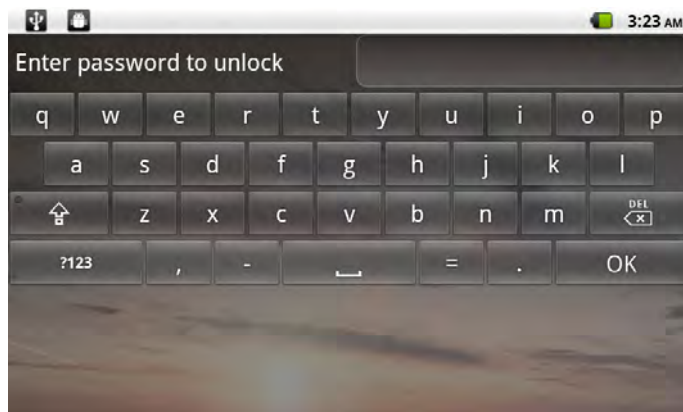 3:23 AM
Enter password to unlock
q w e r t y u i o p
a s d f g h j k l
z x c v b n m DEL
?123 , - = . OK